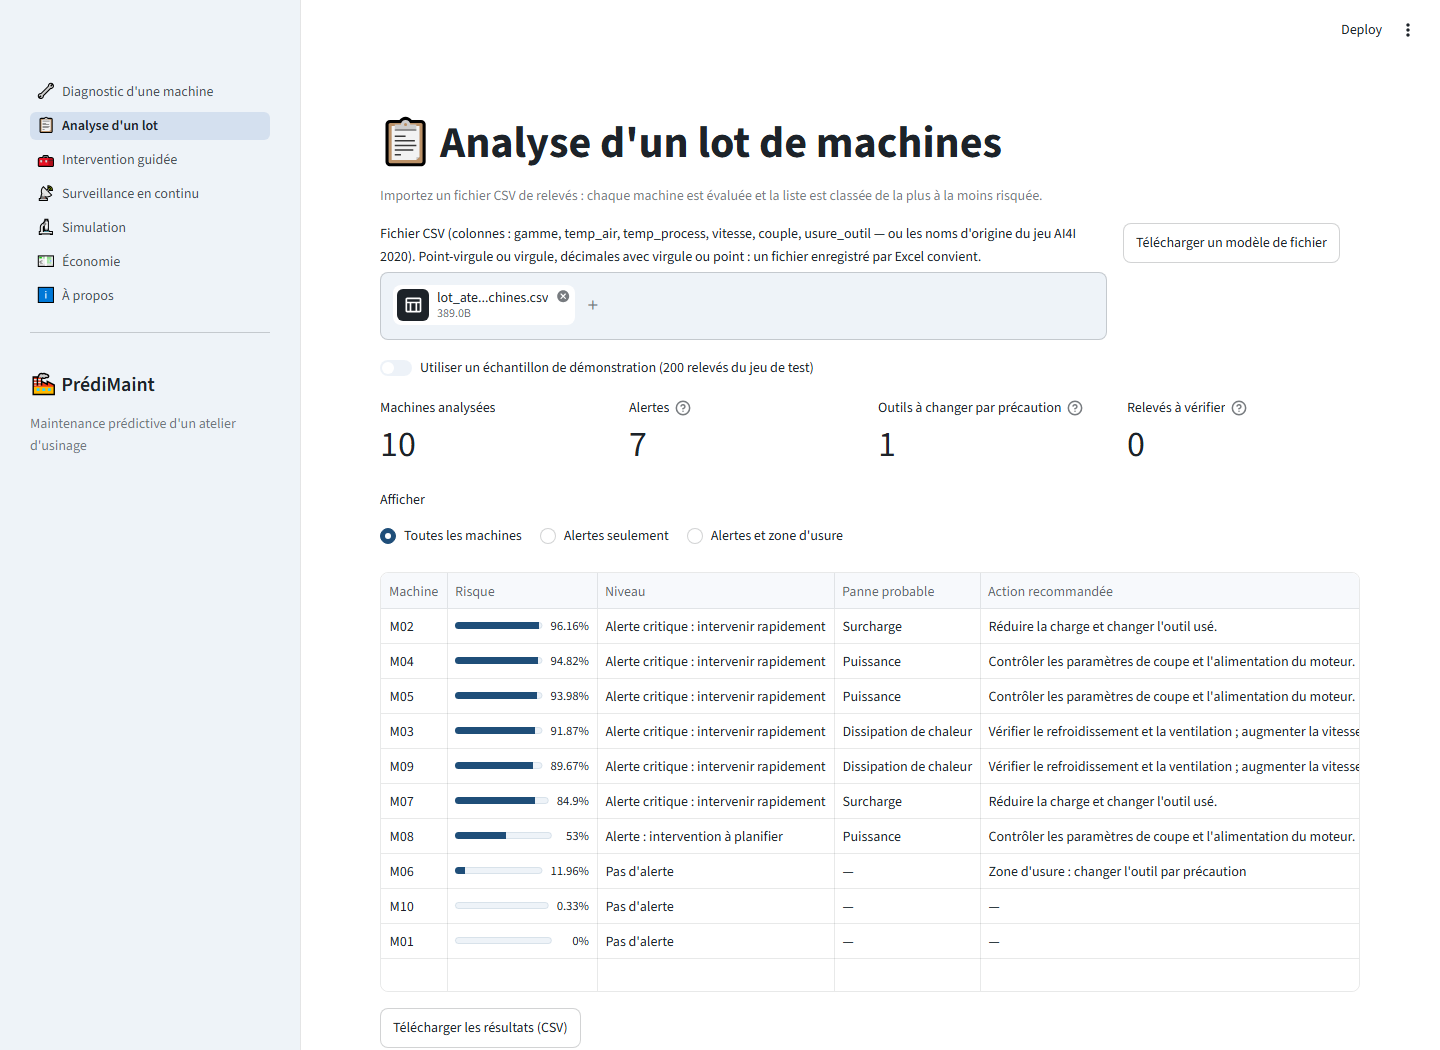 Deploy
Diagnostic d'une machine
Analyse d'un lot
Intervention guidée
Surveillance en continu
Simulation
Économie
À propos
PrédiMaint
Maintenance prédictive d'un atelier
d'usinage
Analyse d'un lot de machines
Importez un fichier CSV de relevés : chaque machine est évaluée et la liste est classée de la plus à la moins risquée.
Fichier CSV (colonnes : gamme, temp_air, temp_process, vitesse, couple, usure_outil — ou les noms d'origine du jeu AI4I
2020). Point-virgule ou virgule, décimales avec virgule ou point : un fichier enregistré par Excel convient.
Télécharger un modèle de fichier
lot_ate...chines.csv
389.0B
Utiliser un échantillon de démonstration (200 relevés du jeu de test)
Machines analysées Alertes Outils à changer par précaution Relevés à vérifier
10 7 1 0
Afficher
Toutes les machines Alertes seulement Alertes et zone d'usure
Machine Risque Niveau Panne probable Action recommandée
M02 96.16% Alerte critique : intervenir rapidement Surcharge Réduire la charge et changer l'outil usé.
M04 94.82% Alerte critique : intervenir rapidement Puissance Contrôler les paramètres de coupe et l'alimentation du moteur.
M05 93.98% Alerte critique : intervenir rapidement Puissance Contrôler les paramètres de coupe et l'alimentation du moteur.
M03 91.87% Alerte critique : intervenir rapidement Dissipation de chaleur Vérifier le refroidissement et la ventilation ; augmenter la vitesse
M09 89.67% Alerte critique : intervenir rapidement Dissipation de chaleur Vérifier le refroidissement et la ventilation ; augmenter la vitesse
M07 84.9% Alerte critique : intervenir rapidement Surcharge Réduire la charge et changer l'outil usé.
M08 53% Alerte : intervention à planifier Puissance Contrôler les paramètres de coupe et l'alimentation du moteur.
M06 11.96% Pas d'alerte — Zone d'usure : changer l'outil par précaution
M10 0.33% Pas d'alerte — —
M01 0% Pas d'alerte — —
Télécharger les résultats (CSV)